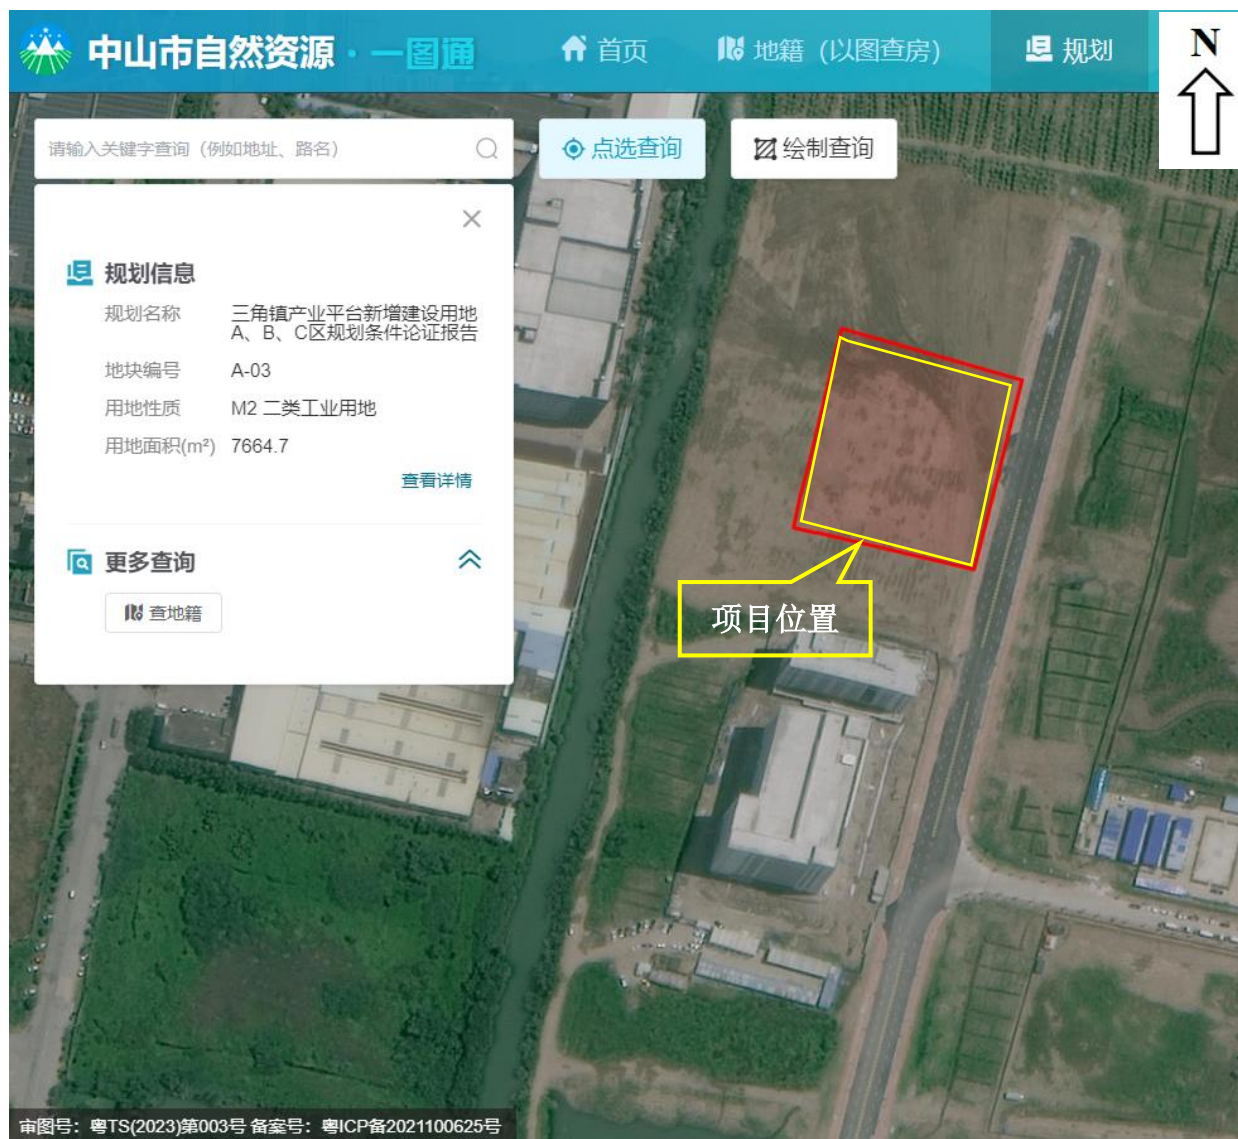 中山市自然资源·一图通
首页
地籍（以图查房）
规划
N
请输入关键字查询（例如地址、路名）
点选查询
绘制查询
规划信息
规划名称 三角镇产业平台新增建设用地
A、B、C区规划条件论证报告
地块编号 A-03
用地性质 M2 二类工业用地
用地面积(m²) 7664.7
查看详情
更多查询
查地籍
项目位置
审图号：粤TS(2023)第003号 备案号：粤ICP备2021100625号